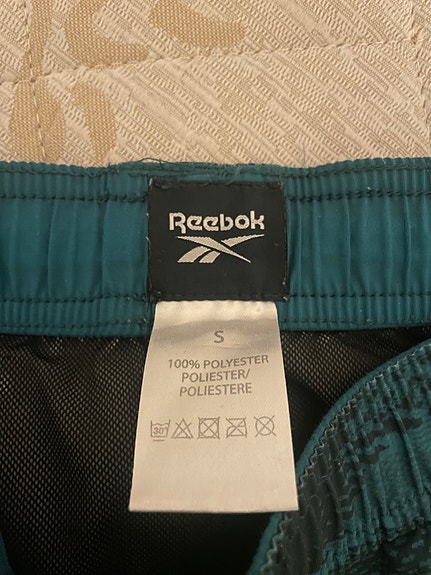 Reebok
S
100% POLYESTER
POLIESTER/
POLIESTERE
30°